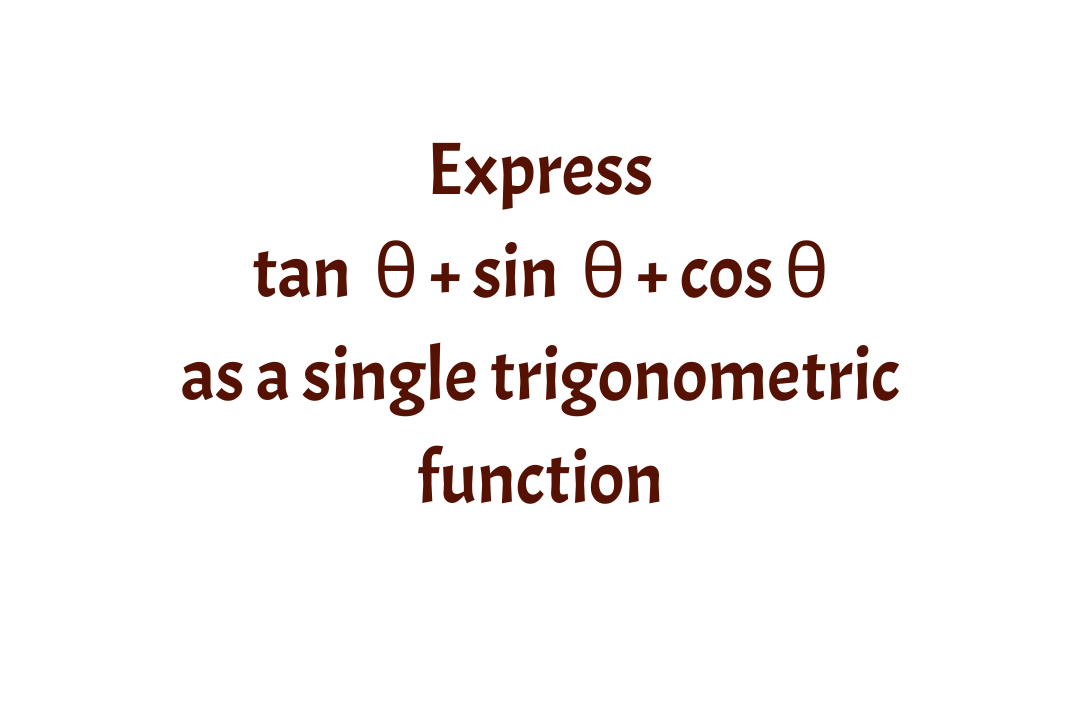 Express
tan θ + sin θ + cos θ
as a single trigonometric
function